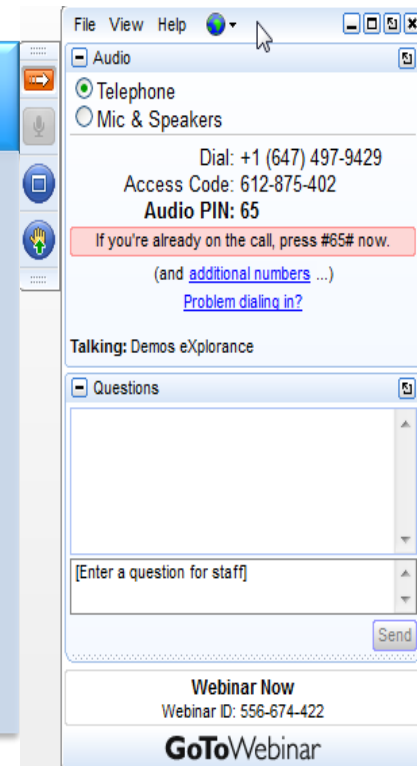 File View Help
Audio
Telephone
Mic & Speakers
Dial: +1 (647) 497-9429
Access Code: 612-875-402
Audio PIN: 65
If you're already on the call, press #65# now.
(and additional numbers ...)
Problem dialing in?
Talking: Demos eXplorance
Questions
[Enter a question for staff]
Send
Webinar Now
Webinar ID: 556-674-422
GoToWebinar